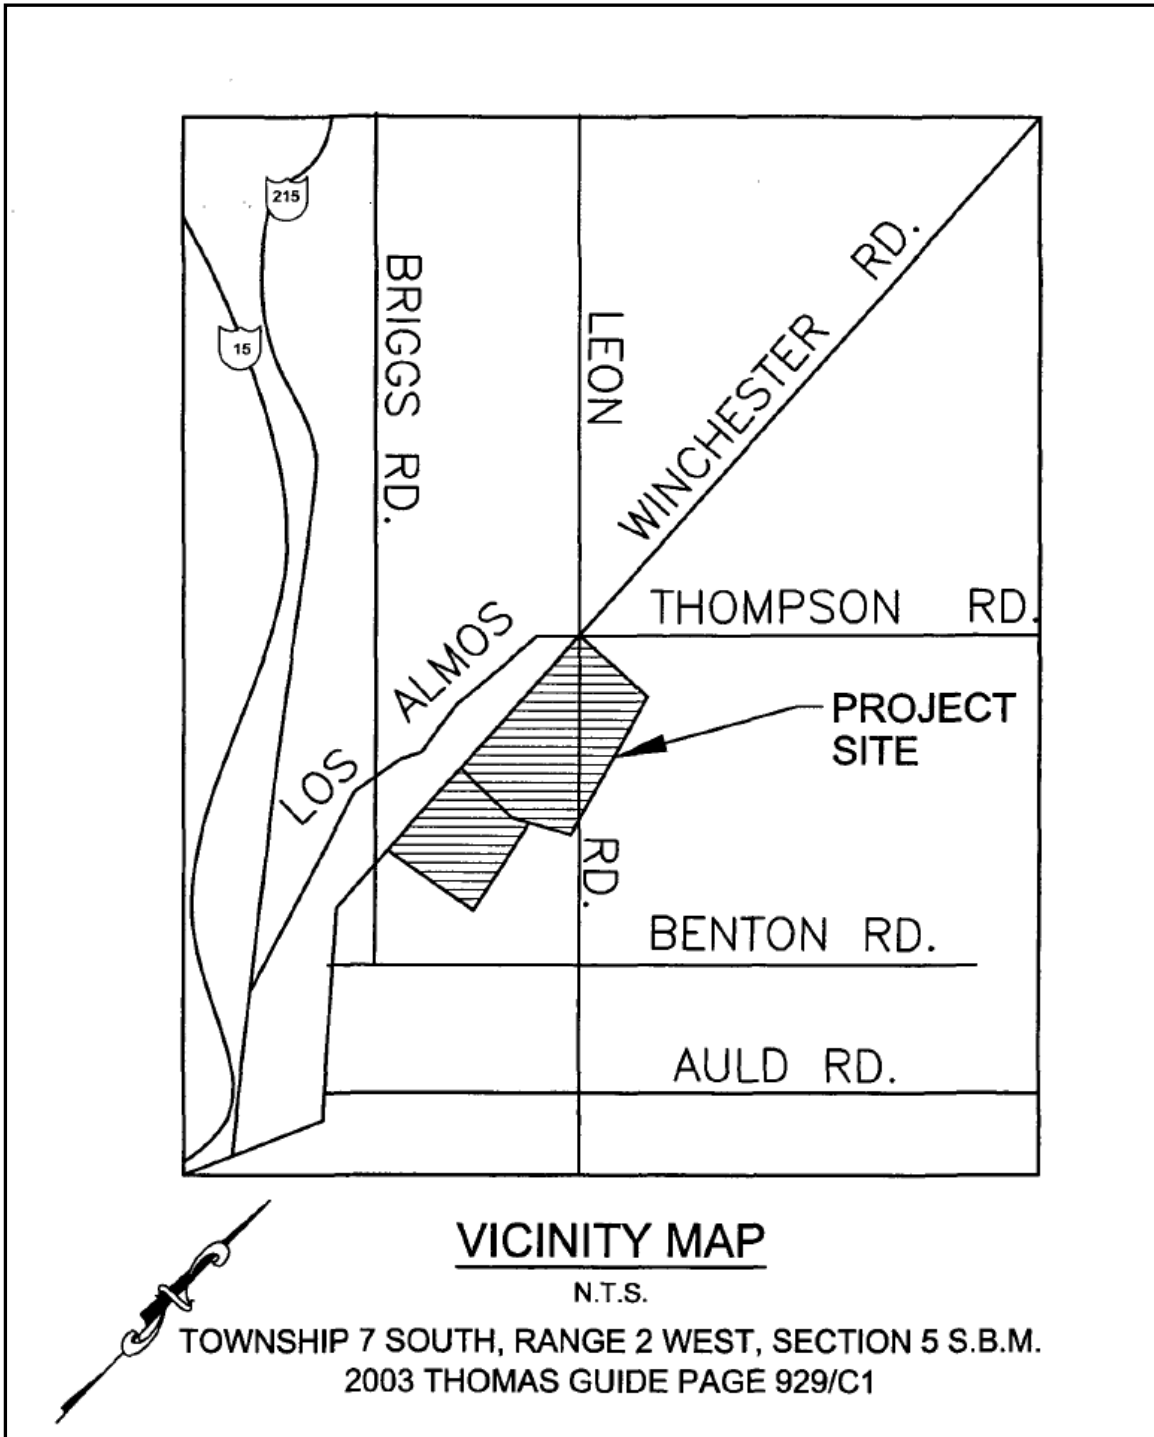 215
15
BRIGGS RD.
LEON
RD.
WINCHESTER RD.
THOMPSON RD.
LOS ALMOS
PROJECT
SITE
BENTON RD.
AULD RD.
VICINITY MAP
N.T.S.
TOWNSHIP 7 SOUTH, RANGE 2 WEST, SECTION 5 S.B.M.
2003 THOMAS GUIDE PAGE 929/C1